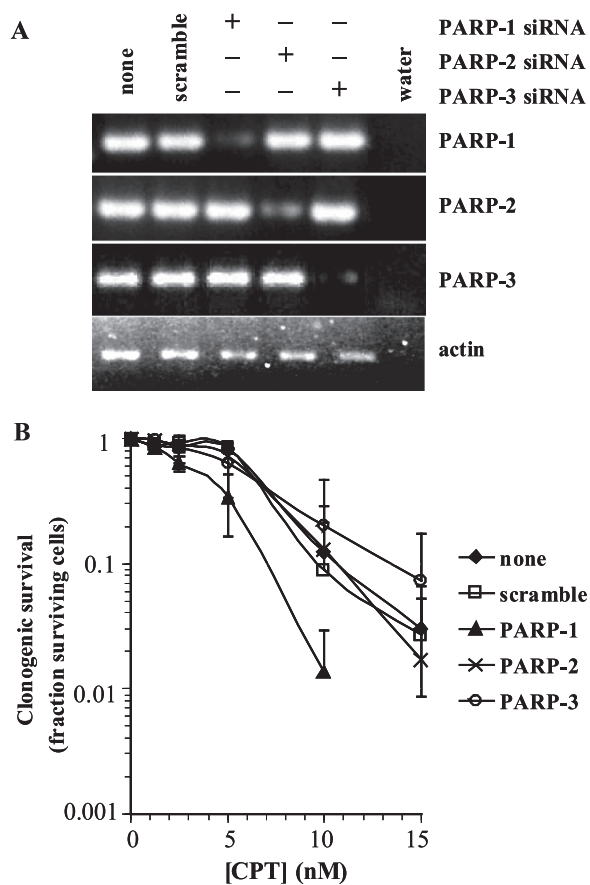 A
none
scramble
+ – – PARP-1 siRNA
– + – PARP-2 siRNA
– – + PARP-3 siRNA
water
PARP-1
PARP-2
PARP-3
actin
B
Clonogenic survival
(fraction surviving cells)
1
0.1
0.01
0.001
0 5 10 15
[CPT] (nM)
none
scramble
PARP-1
PARP-2
PARP-3